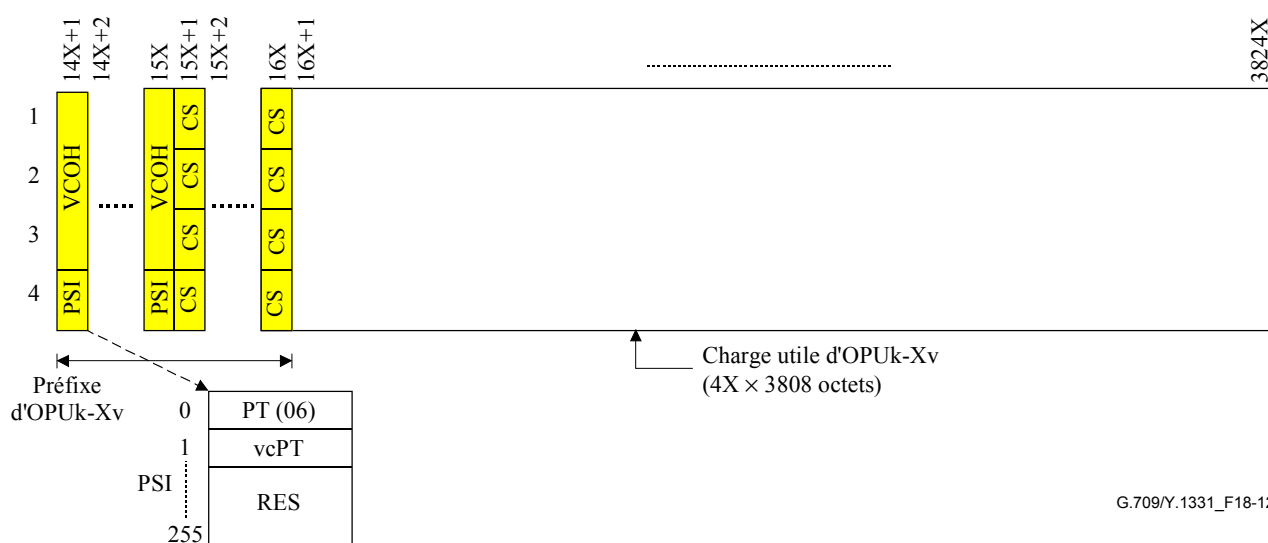 14X+1
14X+2
15X
15X+1
15X+2
16X
16X+1
3824X
1
2
3
4
VCOH
PSI
VCOH
PSI
CS
CS
CS
CS
CS
CS
CS
CS
Préfixe
d'OPUk-Xv
Charge utile d'OPUk-Xv
(4X × 3808 octets)
0
PT (06)
1
vcPT
PSI
RES
255
G.709/Y.1331_F18-12